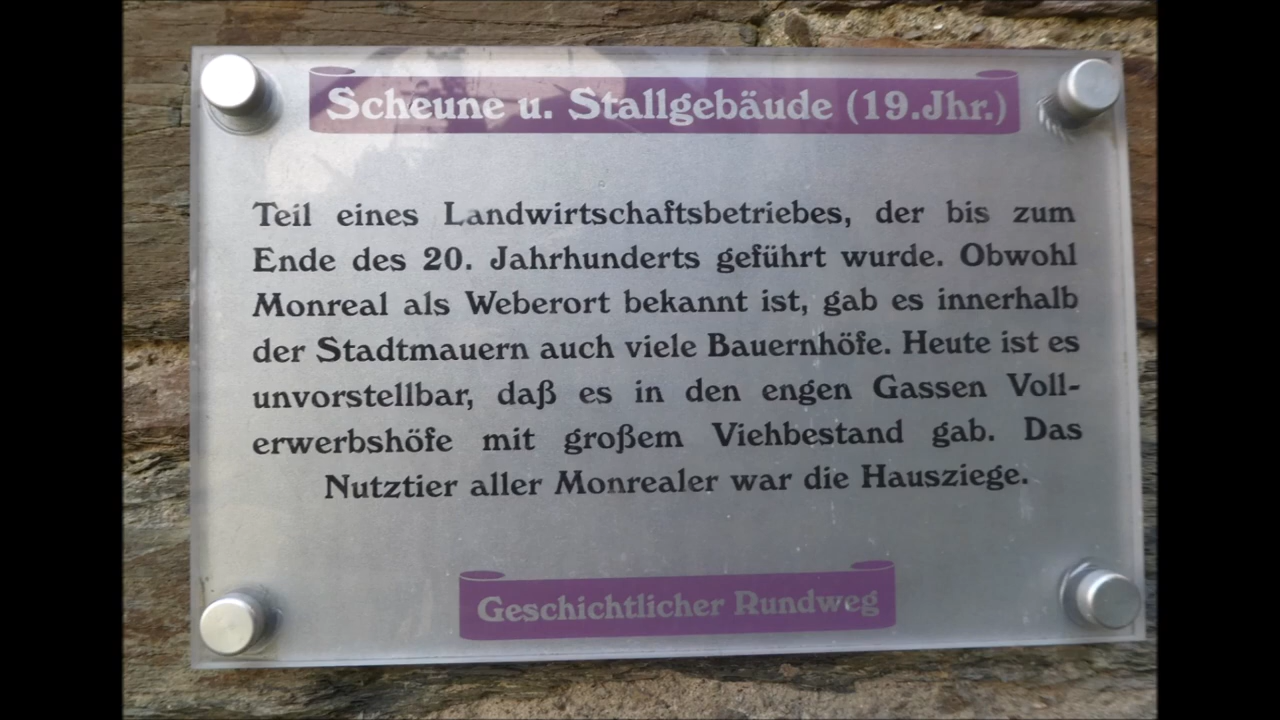 Scheune u. Stallgebäude (19.Jhr.)
Teil eines Landwirtschaftsbetriebes, der bis zum
Ende des 20. Jahrhunderts geführt wurde. Obwohl
Monreal als Weberort bekannt ist, gab es innerhalb
der Stadtmauern auch viele Bauernhöfe. Heute ist es
unvorstellbar, daß es in den engen Gassen Voll-
erwerbshöfe mit großem Viehbestand gab. Das
Nutztier aller Monrealer war die Hausziege.
Geschichtlicher Rundweg